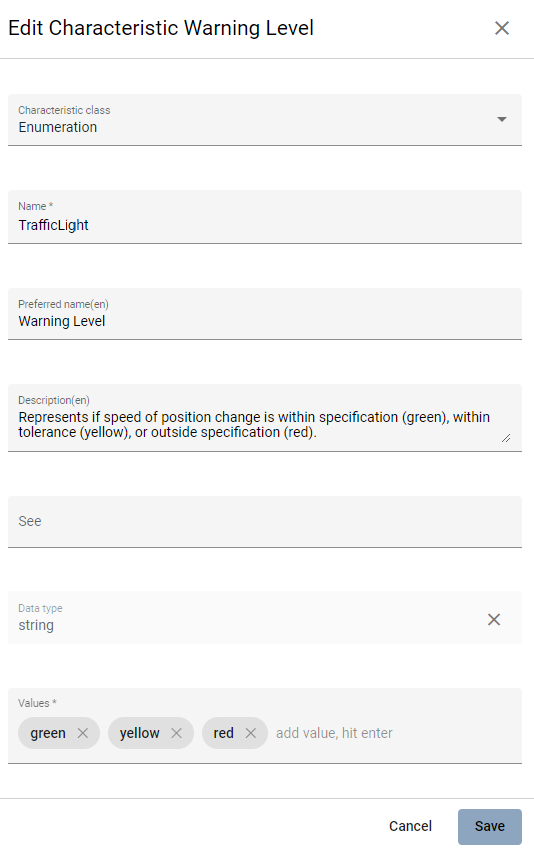 Edit Characteristic Warning Level
Characteristic class
Enumeration
Name *
TrafficLight
Preferred name(en)
Warning Level
Description(en)
Represents if speed of position change is within specification (green), within
tolerance (yellow), or outside specification (red).
See
Data type
string
Values *
green yellow red add value, hit enter
Cancel Save